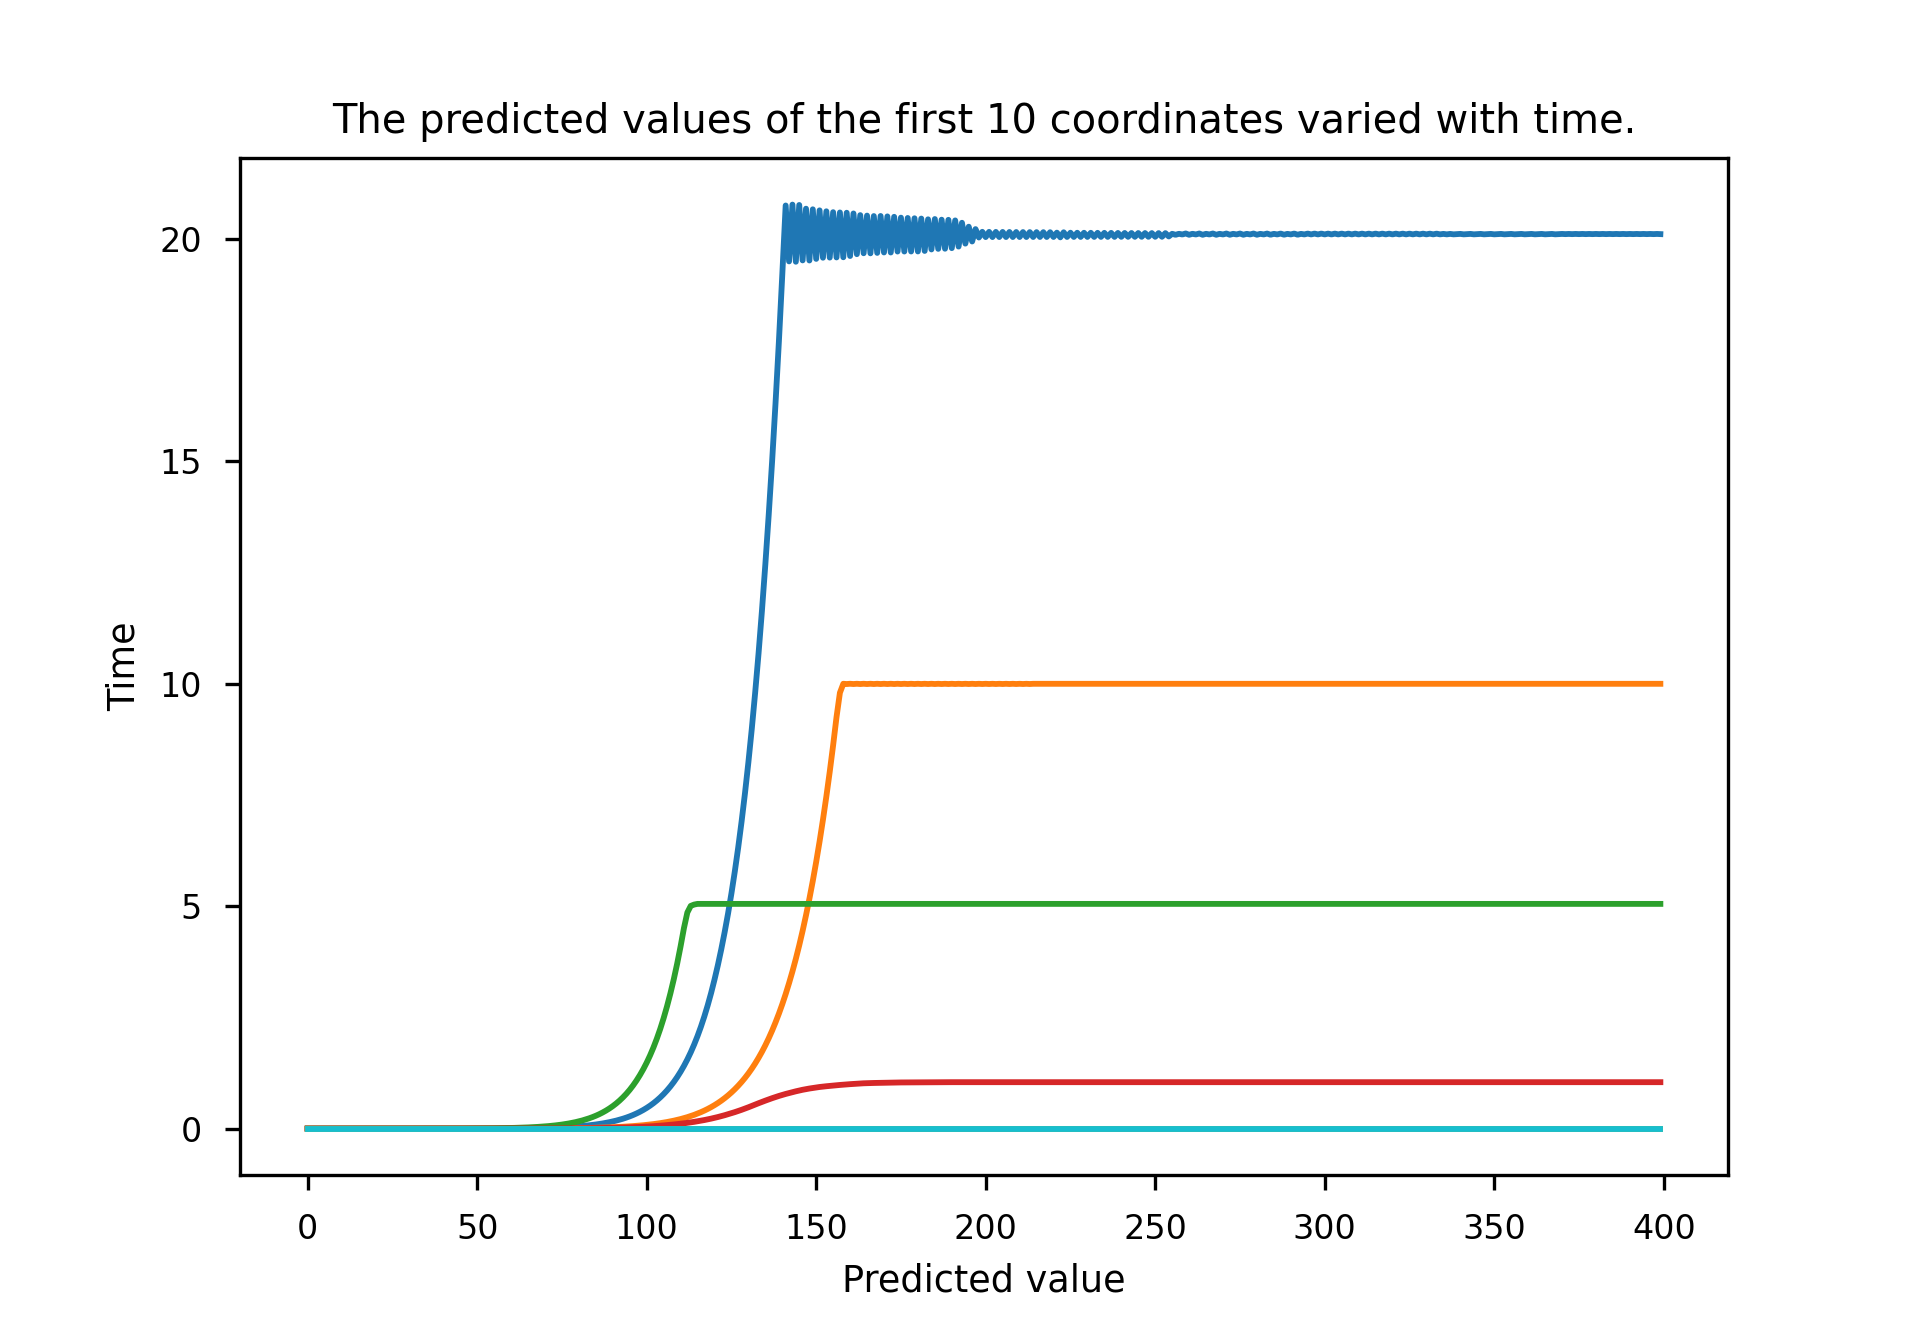 The predicted values of the first 10 coordinates varied with time.
20
15
10
5
0
Time
0 50 100 150 200 250 300 350 400
Predicted value